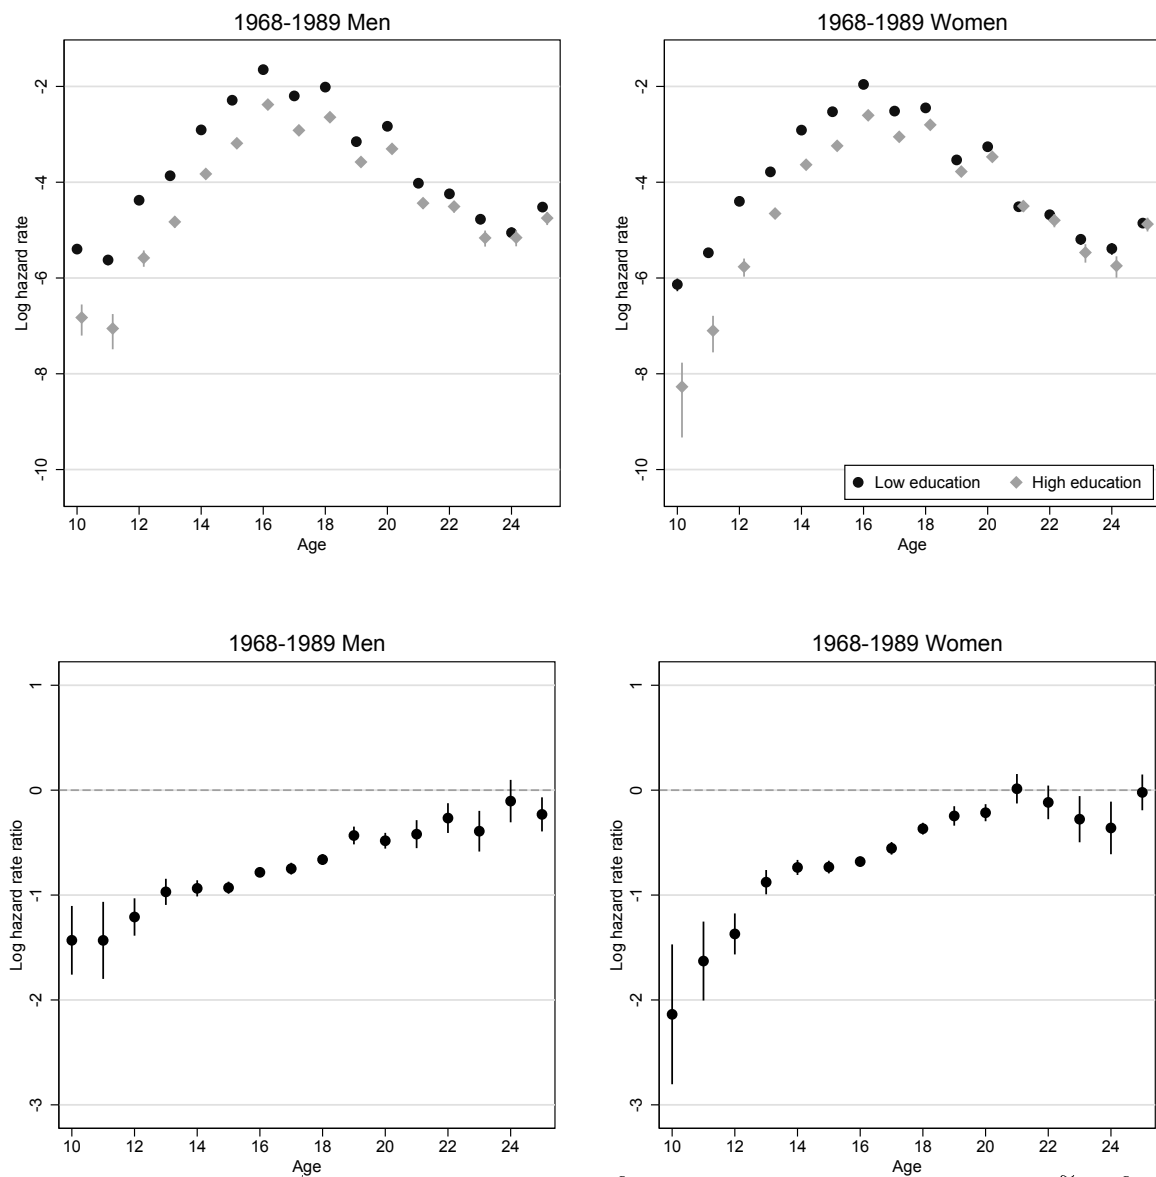 1968-1989 Men
1968-1989 Women
Log hazard rate
-2
-4
-6
-8
-10
10 12 14 16 18 20 22 24
Age
Log hazard rate
-2
-4
-6
-8
-10
Low education
High education
10 12 14 16 18 20 22 24
Age
1968-1989 Men
1968-1989 Women
Log hazard rate ratio
1
0
-1
-2
-3
10 12 14 16 18 20 22 24
Age
Log hazard rate ratio
1
0
-1
-2
-3
10 12 14 16 18 20 22 24
Age